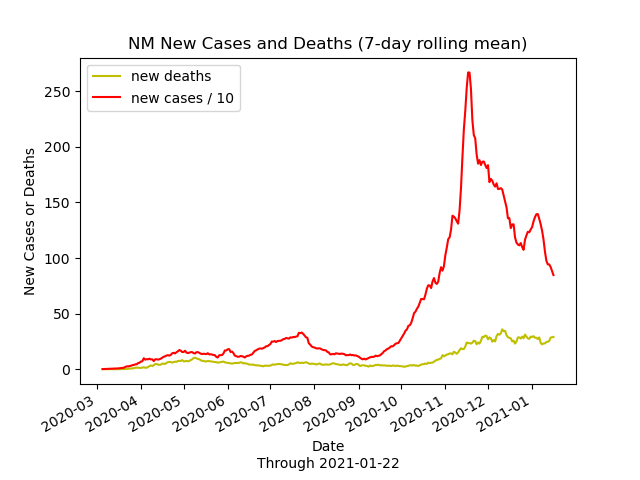 NM New Cases and Deaths (7-day rolling mean)
new deaths
new cases / 10
New Cases or Deaths
250
200
150
100
50
0
2020-03
2020-04
2020-05
2020-06
2020-07
2020-08
2020-09
2020-10
2020-11
2020-12
2021-01
Date
Through 2021-01-22